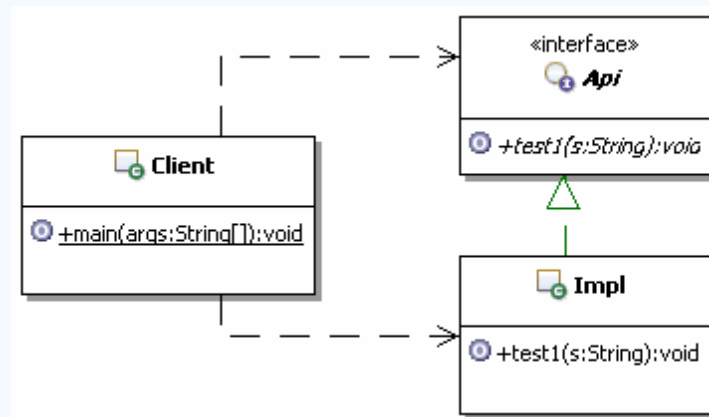 «interface»
Api
+test1(s:String):void
Client
+main(args:String[]):void
Impl
+test1(s:String):void